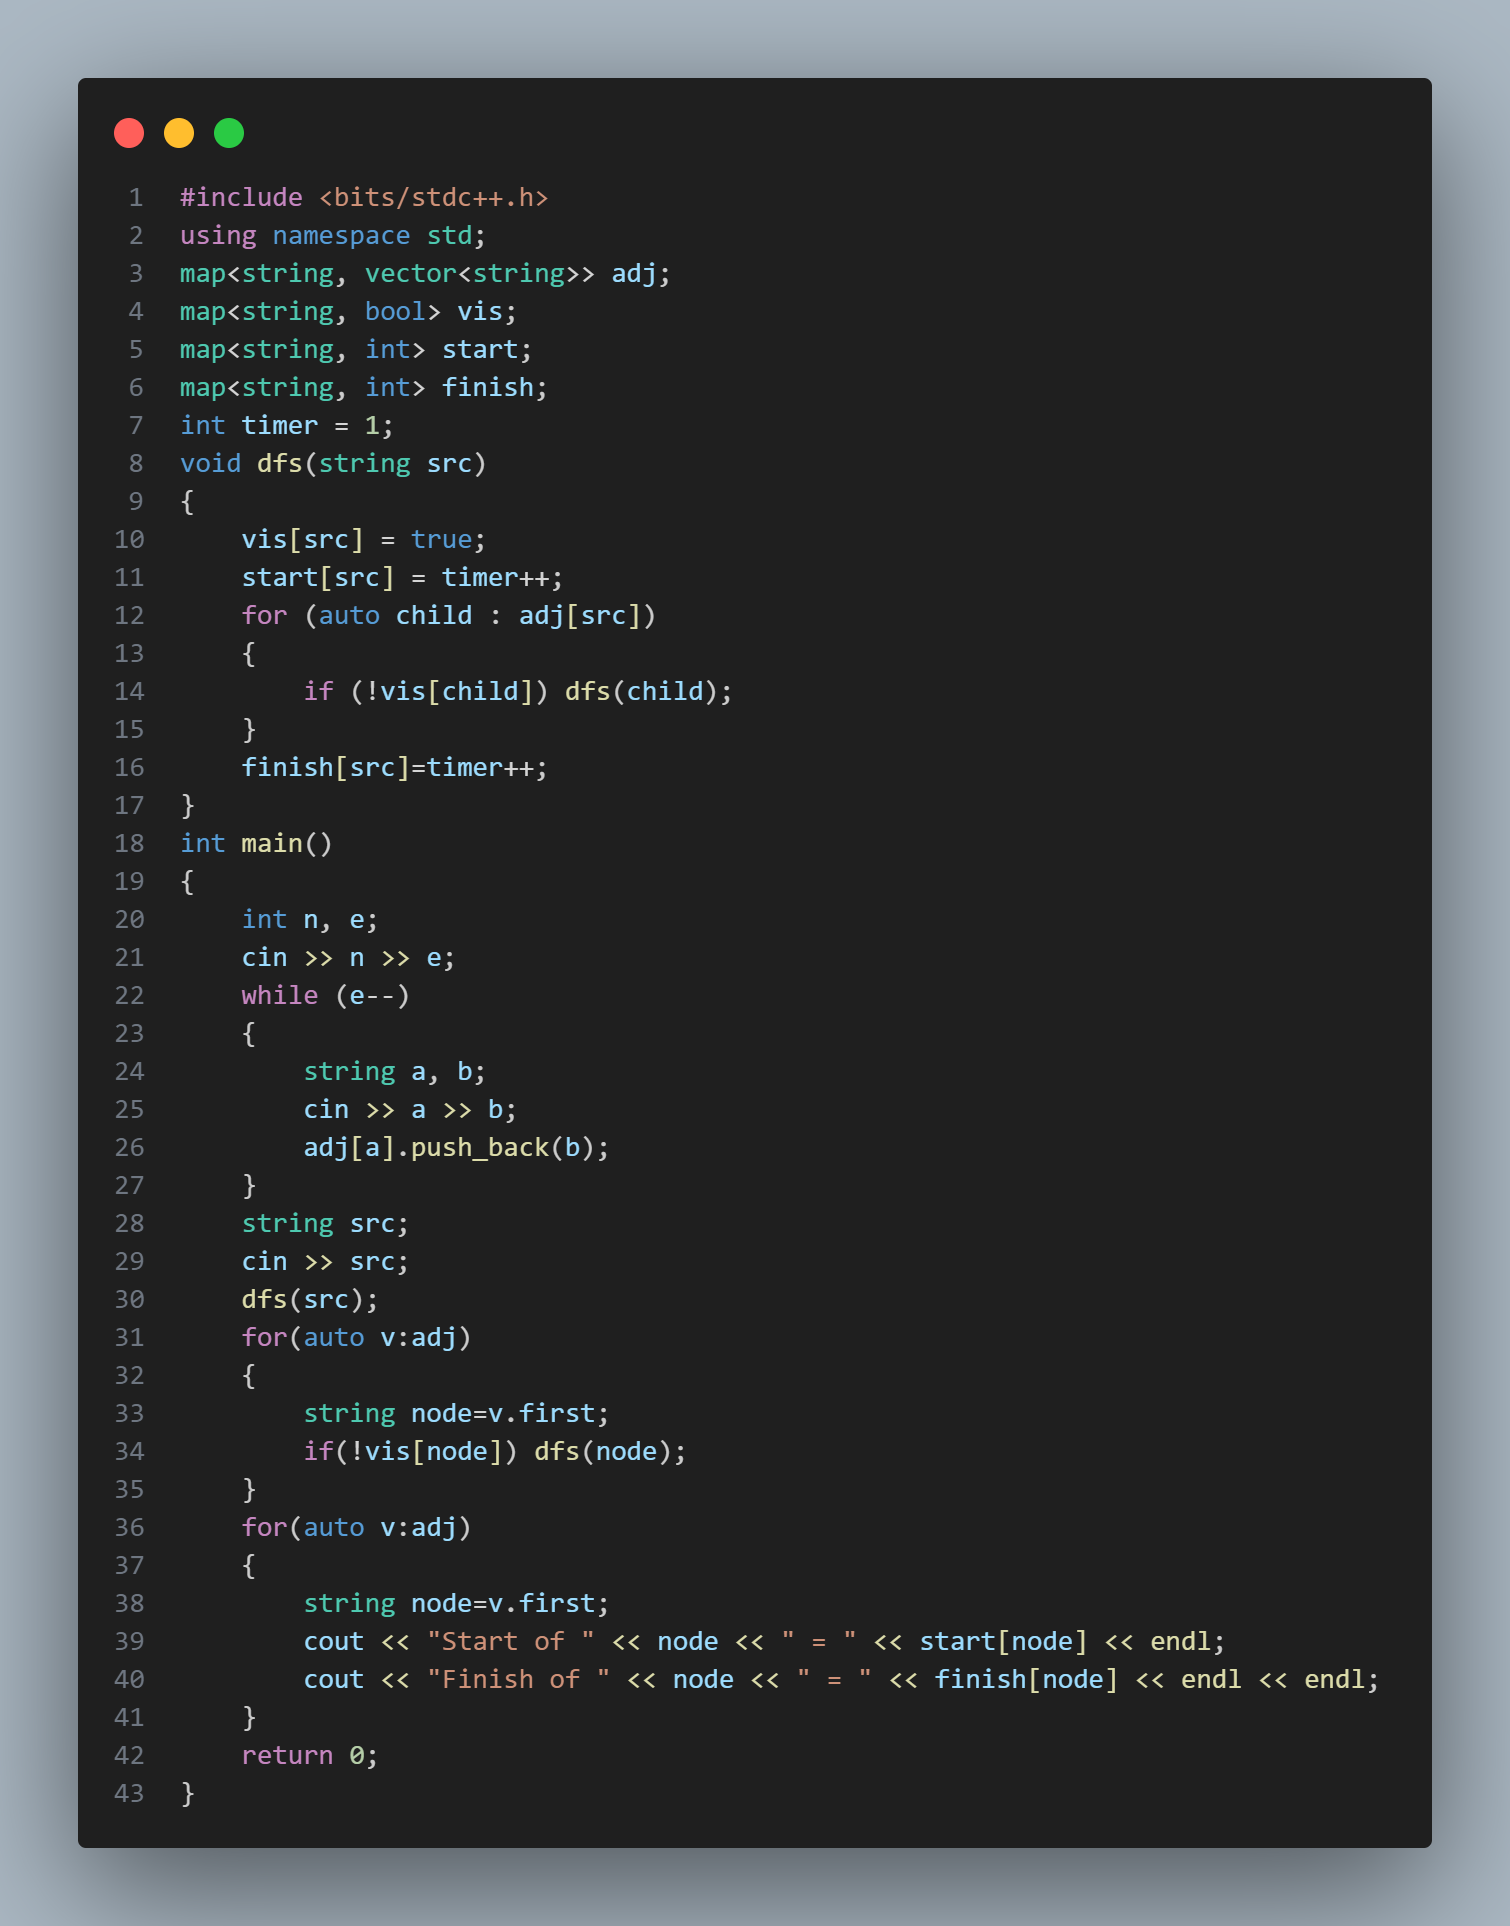 1 #include <bits/stdc++.h>
2 using namespace std;
3 map<string, vector<string>> adj;
4 map<string, bool> vis;
5 map<string, int> start;
6 map<string, int> finish;
7 int timer = 1;
8 void dfs(string src)
9 {
10     vis[src] = true;
11     start[src] = timer++;
12     for (auto child : adj[src])
13     {
14         if (!vis[child]) dfs(child);
15     }
16     finish[src]=timer++;
17 }
18 int main()
19 {
20     int n, e;
21     cin >> n >> e;
22     while (e--)
23     {
24         string a, b;
25         cin >> a >> b;
26         adj[a].push_back(b);
27     }
28     string src;
29     cin >> src;
30     dfs(src);
31     for(auto v:adj)
32     {
33         string node=v.first;
34         if(!vis[node]) dfs(node);
35     }
36     for(auto v:adj)
37     {
38         string node=v.first;
39         cout << "Start of " << node << " = " << start[node] << endl;
40         cout << "Finish of " << node << " = " << finish[node] << endl << endl;
41     }
42     return 0;
43 }